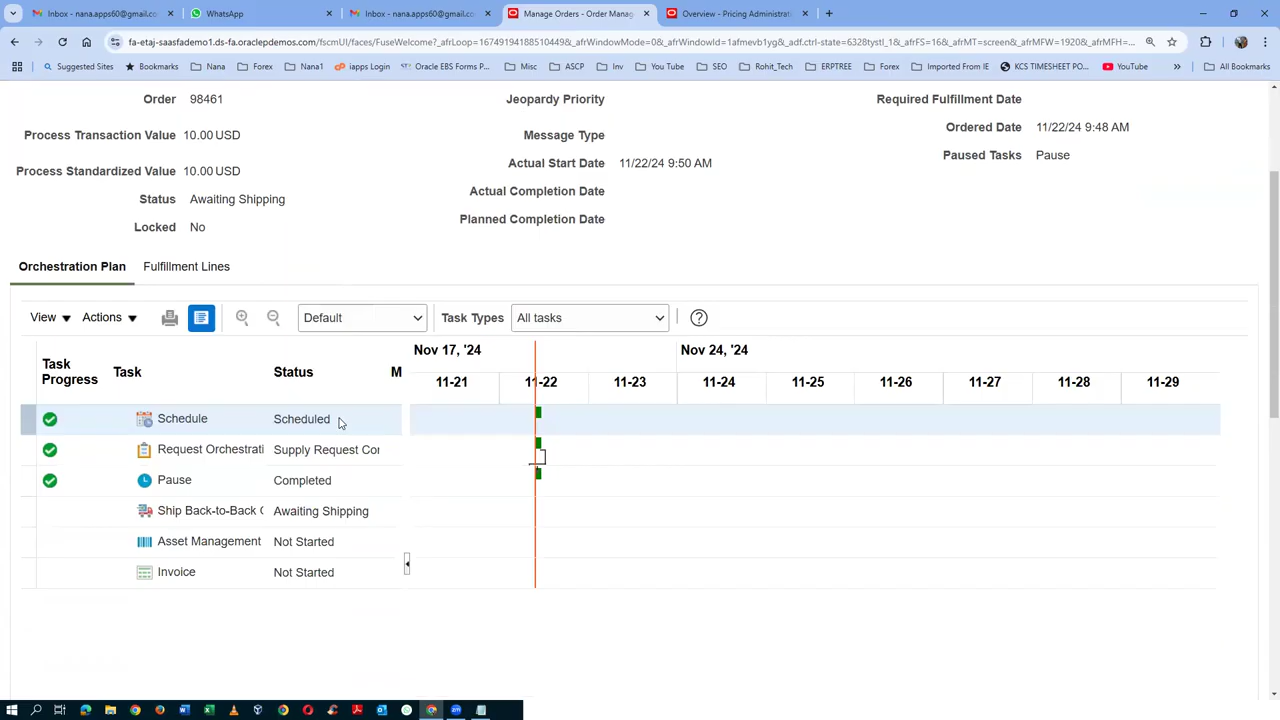 Inbox - nana.apps60@gmail.co
WhatsApp
Inbox - nana.apps60@gmail.co
Manage Orders - Order Mana
Overview - Pricing Administrat
fa-etaj-saasfademo1.ds-fa.oraclepdemos.com/fscmUI/faces/FuseWelcome?_afrLoop=16749194188510449&_afrWindowMode=0&_afrWindowId=1afmevb1yg&_adf.ctrl-state=6328tystl_1&_afrFS=16&_afrMT=screen&_afrMFW=1920&_afrMFH=...
Suggested Sites
Bookmarks
Nana
Forex
Nana1
iapps Login
Oracle EBS Forms P...
Misc
ASCP
Inv
You Tube
SEO
Rohit_Tech
ERPTREE
Forex
Imported From IE
KCS TIMESHEET PO...
YouTube
All Bookmarks
Order 98461
Jeopardy Priority
Required Fulfillment Date
Process Transaction Value 10.00 USD
Message Type
Ordered Date 11/22/24 9:48 AM
Process Standardized Value 10.00 USD
Actual Start Date 11/22/24 9:50 AM
Paused Tasks Pause
Status Awaiting Shipping
Actual Completion Date
Locked No
Planned Completion Date
Orchestration Plan Fulfillment Lines
View Actions Default Task Types All tasks
Task Progress Task Status M
Nov 17, '24 Nov 24, '24
11-21 11-22 11-23 11-24 11-25 11-26 11-27 11-28 11-29
Schedule Scheduled
Request Orchestrati Supply Request Cor
Pause Completed
Ship Back-to-Back Awaiting Shipping
Asset Management Not Started
Invoice Not Started